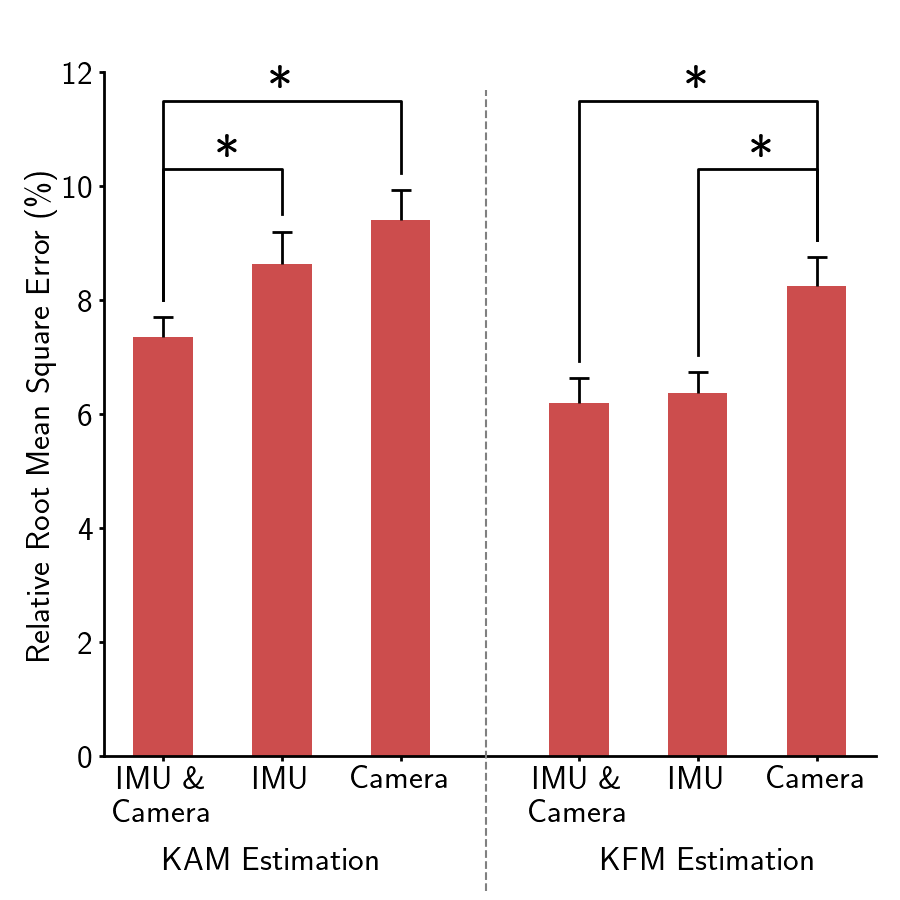 12
10
8
6
4
2
0
Relative Root Mean Square Error (%)
*
*
*
*
IMU &
Camera
IMU
Camera
IMU &
Camera
IMU
Camera
KAM Estimation
KFM Estimation